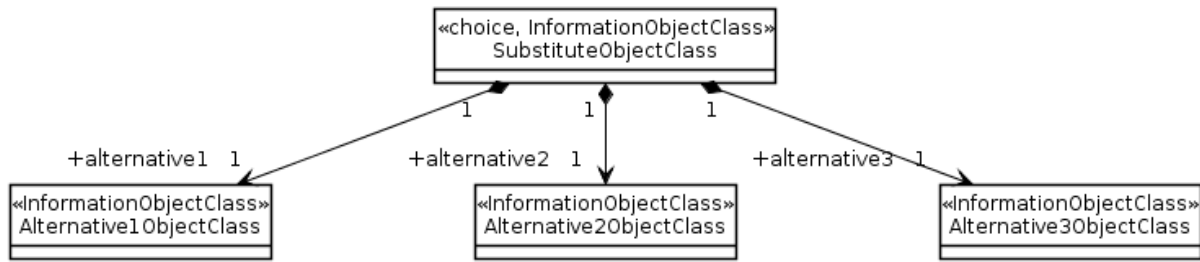 «choice, InformationObjectClass»
SubstituteObjectClass
1 1 1
+alternative1 1 +alternative2 1 +alternative3 1
«InformationObjectClass» «InformationObjectClass» «InformationObjectClass»
Alternative1ObjectClass Alternative2ObjectClass Alternative3ObjectClass